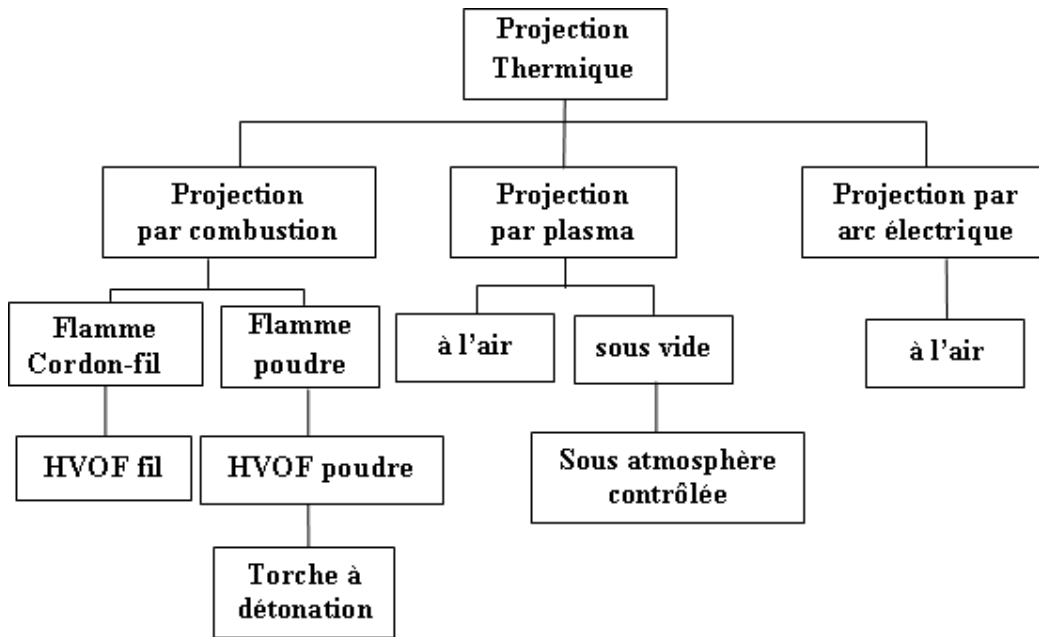 Projection
Thermique
Projection
par combustion
Projection
par plasma
Projection par
arc électrique
Flamme
Cordon-fil
Flamme
poudre
à l'air
sous vide
à l'air
HVOF fil
HVOF poudre
Sous atmosphère
contrôlée
Torche à
détonation